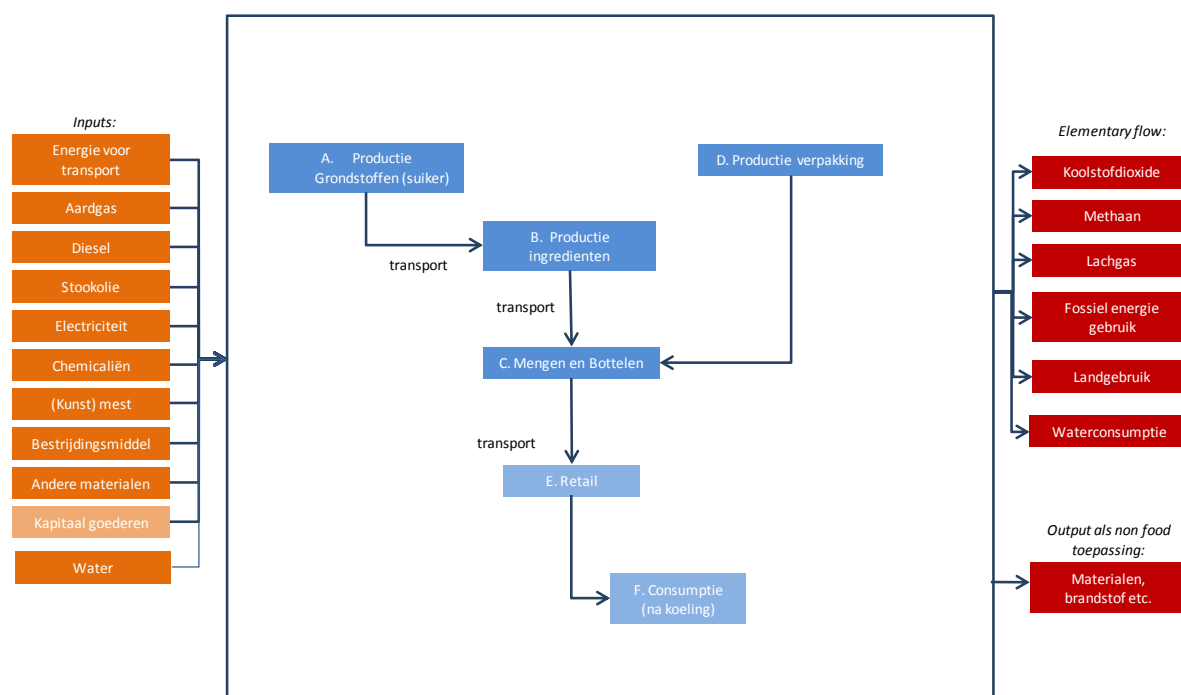 Inputs:
Energie voor
transport
Aardgas
Diesel
Stookolie
Electriciteit
Chemicaliën
(Kunst) mest
Bestrijdingsmiddel
Andere materialen
Kapitaal goederen
Water
A. Productie
Grondstoffen (suiker)
D. Productie verpakking
B. Productie
ingredienten
transport
transport
C. Mengen en Bottelen
transport
E. Retail
F. Consumptie
(na koeling)
Elementary flow:
Koolstofdioxide
Methaan
Lachgas
Fossiel energie
gebruik
Landgebruik
Waterconsumptie
Output als non food
toepassing:
Materialen,
brandstof etc.